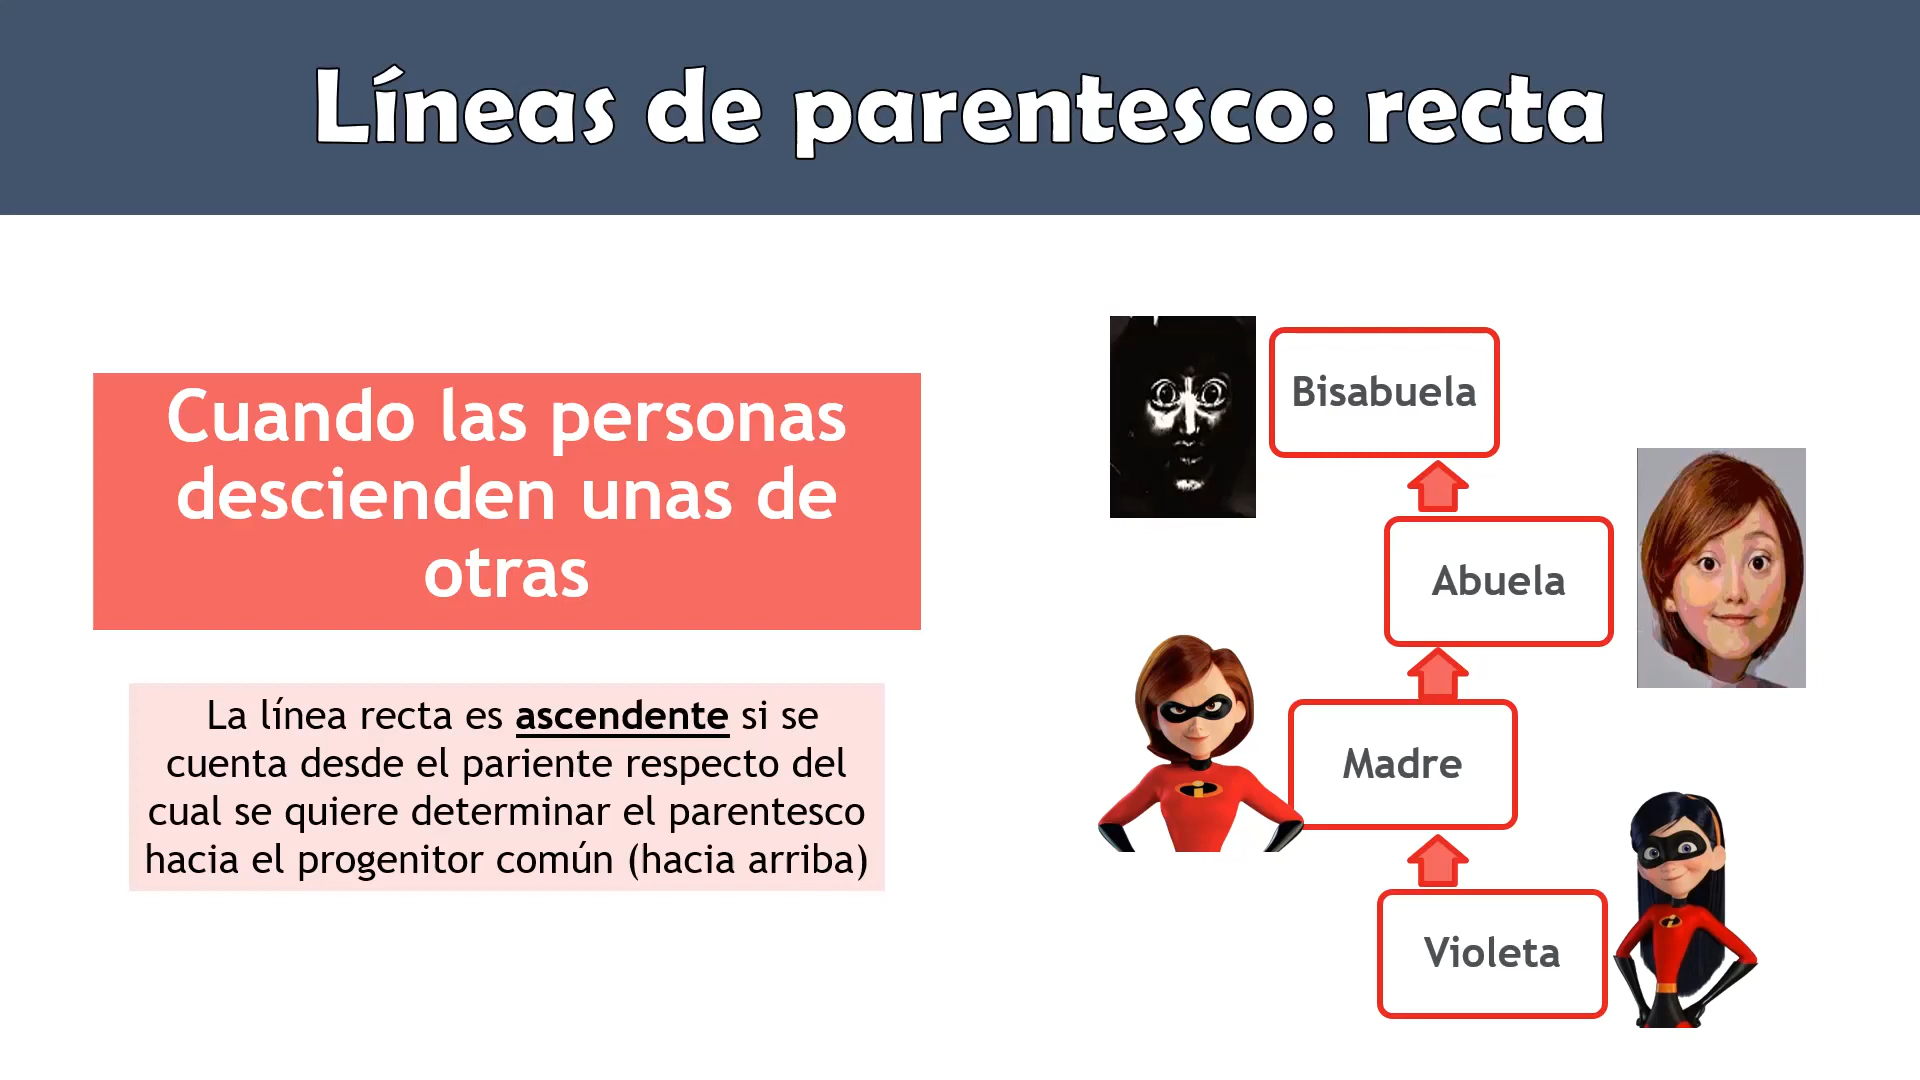 Líneas de parentesco: recta
Cuando las personas
descienden unas de
otras
La línea recta es ascendente si se
cuenta desde el pariente respecto del
cual se quiere determinar el parentesco
hacia el progenitor común (hacia arriba)
Bisabuela
Abuela
Madre
Violeta